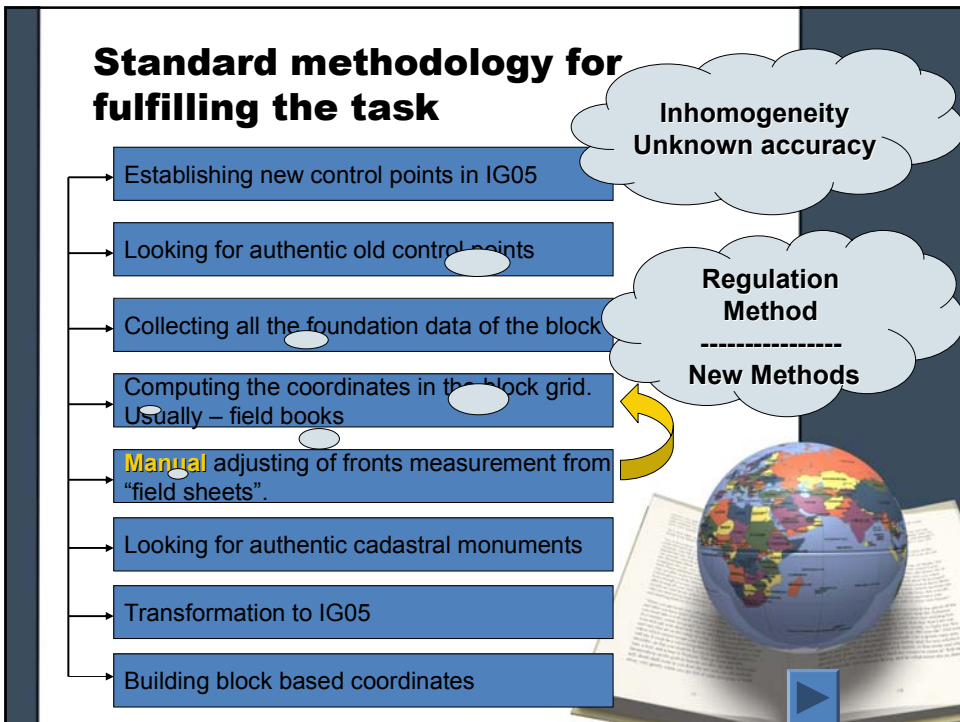 Standard methodology for
fulfilling the task
Inhomogeneity
Unknown accuracy
Establishing new control points in IG05
Looking for authentic old control points
Regulation
Method
----------------
New Methods
Collecting all the foundation data of the block
Computing the coordinates in the block grid.
Usually – field books
Manual adjusting of fronts measurement from
“field sheets”.
Looking for authentic cadastral monuments
Transformation to IG05
Building block based coordinates